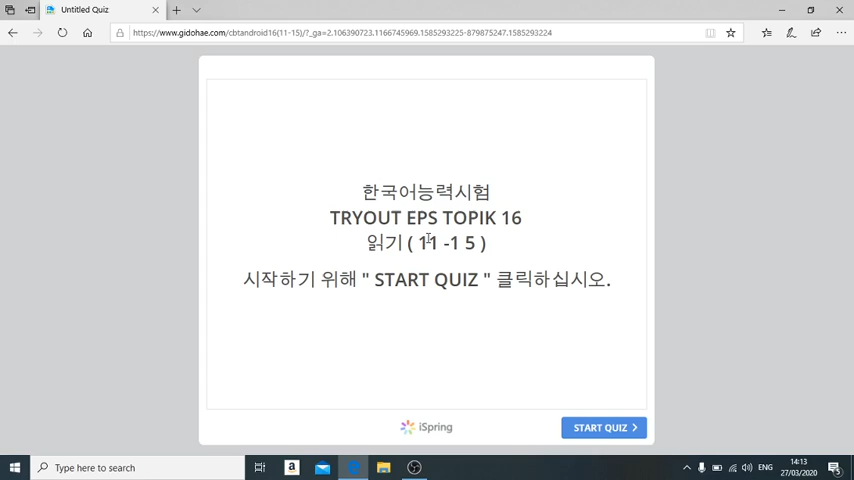 Untitled Quiz
https://www.gidohae.com/cbtandroid16(11-15)/?_ga=2.106390723.1166745969.1585293225-879875247.1585293224
한국어능력시험
TRYOUT EPS TOPIK 16
읽기 ( 11 -1 5 )
시작하기 위해 " START QUIZ " 클릭하십시오.
iSpring
START QUIZ
Type here to search
a
ENG
14:13
27/03/2020
5